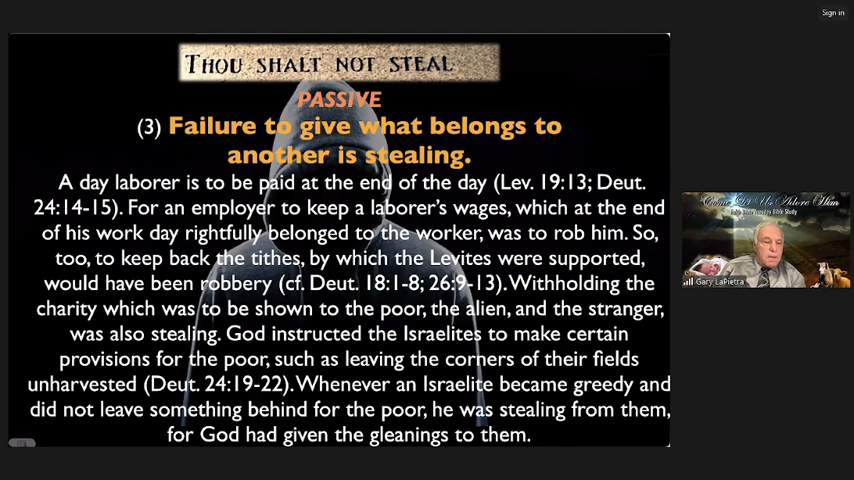 Sign in
THOU SHALT NOT STEAL
PASSIVE
(3) Failure to give what belongs to
another is stealing.
A day laborer is to be paid at the end of the day (Lev. 19:13; Deut.
24:14-15). For an employer to keep a laborer's wages, which at the end
of his work day rightfully belonged to the worker, was to rob him. So,
too, to keep back the tithes, by which the Levites were supported,
would have been robbery (cf. Deut. 18:1-8; 26:9-13). Withholding the
charity which was to be shown to the poor, the alien, and the stranger,
was also stealing. God instructed the Israelites to make certain
provisions for the poor, such as leaving the corners of their fields
unharvested (Deut. 24:19-22). Whenever an Israelite became greedy and
did not leave something behind for the poor, he was stealing from them,
for God had given the gleanings to them.
Come Let Us Adore Him
Bible Study
Gary LaPietra